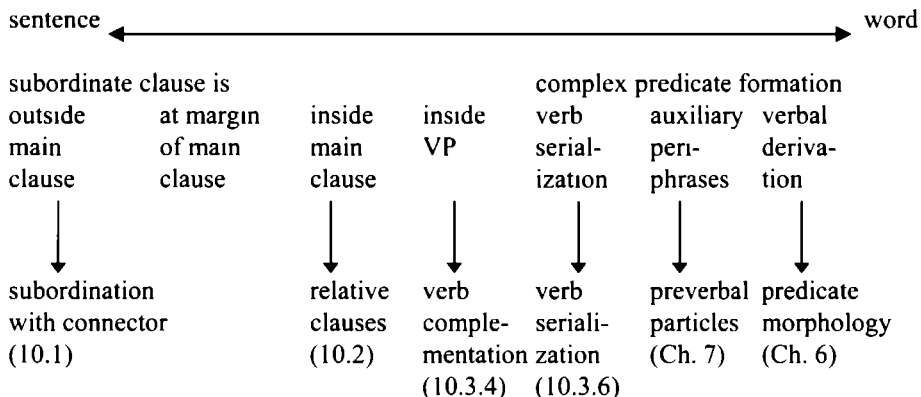 sentence word
subordinate clause is complex predicate formation
outside at margin inside inside verb auxiliary verbal
main of main main VP serial- peri- deriva-
clause clause clause ization phrases tion
subordination relative verb verb preverbal predicate
with connector clauses comple- seriali- particles morphology
(10.1) (10.2) mentation zation (Ch. 7) (Ch. 6)
(10.3.4) (10.3.6)